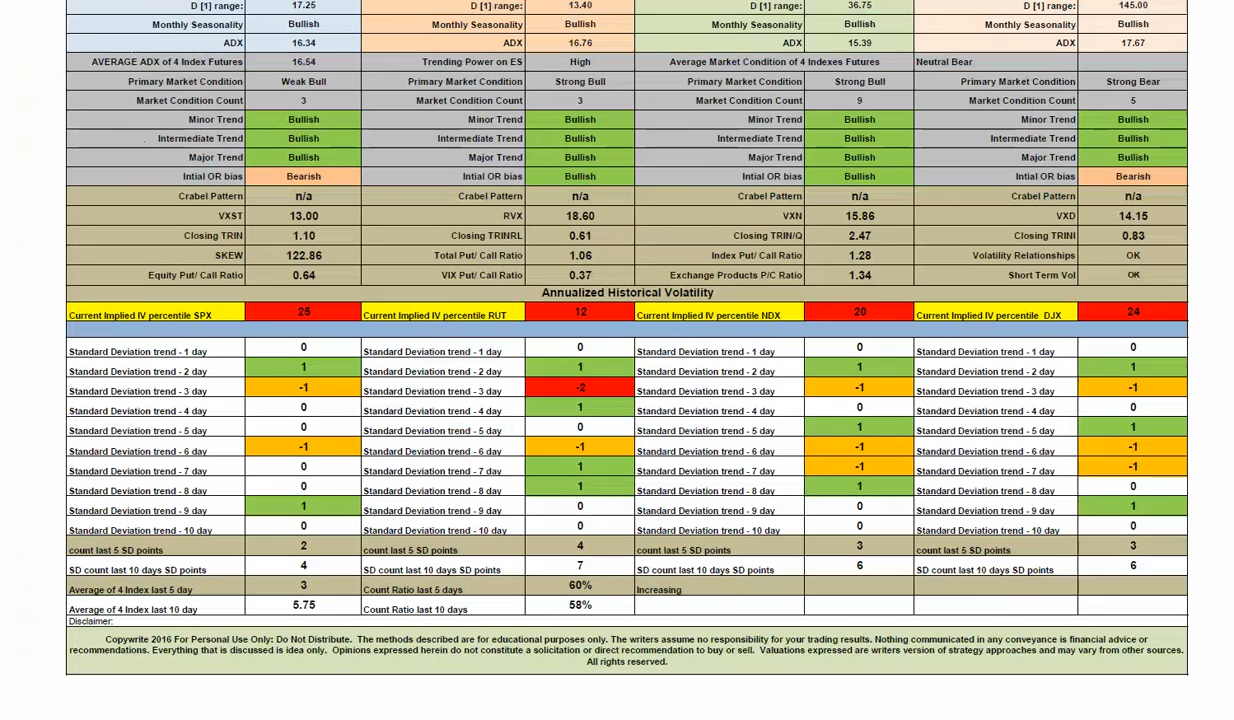 D [1] range: 17.25 D [1] range: 13.40 D [1] range: 36.75 D [1] range: 145.00
Monthly Seasonality Bullish Monthly Seasonality Bullish Monthly Seasonality Bullish Monthly Seasonality Bullish
ADX 16.34 ADX 16.76 ADX 15.39 ADX 17.67
AVERAGE ADX of 4 Index Futures 16.54 Trending Power on ES High Average Market Condition of 4 Indexes Futures Neutral Bear
Primary Market Condition Weak Bull Primary Market Condition Strong Bull Primary Market Condition Strong Bull Primary Market Condition Strong Bear
Market Condition Count 3 Market Condition Count 3 Market Condition Count 9 Market Condition Count 5
Minor Trend Bullish Minor Trend Bullish Minor Trend Bullish Minor Trend Bullish
Intermediate Trend Bullish Intermediate Trend Bullish Intermediate Trend Bullish Intermediate Trend Bullish
Major Trend Bullish Major Trend Bullish Major Trend Bullish Major Trend Bullish
Intial OR bias Bearish Intial OR bias Bullish Intial OR bias Bullish Intial OR bias Bearish
Crabel Pattern n/a Crabel Pattern n/a Crabel Pattern n/a Crabel Pattern n/a
VXST 13.00 RVX 18.60 VXN 15.86 VXD 14.15
Closing TRIN 1.10 Closing TRINRL 0.61 Closing TRIN/Q 2.47 Closing TRINI 0.83
SKEW 122.86 Total Put/ Call Ratio 1.06 Index Put/ Call Ratio 1.28 Volatility Relationships OK
Equity Put/ Call Ratio 0.64 VIX Put/ Call Ratio 0.37 Exchange Products P/C Ratio 1.34 Short Term Vol OK
Annualized Historical Volatility
Current Implied IV percentile SPX 25 Current Implied IV percentile RUT 12 Current Implied IV percentile NDX 20 Current Implied IV percentile DJX 24
Standard Deviation trend - 1 day 0 Standard Deviation trend - 1 day 0 Standard Deviation trend - 1 day 0 Standard Deviation trend - 1 day 0
Standard Deviation trend - 2 day 1 Standard Deviation trend - 2 day 1 Standard Deviation trend - 2 day 1 Standard Deviation trend - 2 day 1
Standard Deviation trend - 3 day -1 Standard Deviation trend - 3 day -2 Standard Deviation trend - 3 day -1 Standard Deviation trend - 3 day -1
Standard Deviation trend - 4 day 0 Standard Deviation trend - 4 day 1 Standard Deviation trend - 4 day 0 Standard Deviation trend - 4 day 0
Standard Deviation trend - 5 day 0 Standard Deviation trend - 5 day 0 Standard Deviation trend - 5 day 1 Standard Deviation trend - 5 day 1
Standard Deviation trend - 6 day -1 Standard Deviation trend - 6 day -1 Standard Deviation trend - 6 day -1 Standard Deviation trend - 6 day -1
Standard Deviation trend - 7 day 0 Standard Deviation trend - 7 day 1 Standard Deviation trend - 7 day -1 Standard Deviation trend - 7 day -1
Standard Deviation trend - 8 day 0 Standard Deviation trend - 8 day 1 Standard Deviation trend - 8 day 1 Standard Deviation trend - 8 day 0
Standard Deviation trend - 9 day 1 Standard Deviation trend - 9 day 0 Standard Deviation trend - 9 day 0 Standard Deviation trend - 9 day 1
Standard Deviation trend - 10 day 0 Standard Deviation trend - 10 day 0 Standard Deviation trend - 10 day 0 Standard Deviation trend - 10 day 0
count last 5 SD points 2 count last 5 SD points 4 count last 5 SD points 3 count last 5 SD points 3
SD count last 10 days SD points 4 SD count last 10 days SD points 7 SD count last 10 days SD points 6 SD count last 10 days SD points 6
Average of 4 Index last 5 day 3 Count Ratio last 5 days 60% Increasing
Average of 4 Index last 10 day 5.75 Count Ratio last 10 days 58%
Disclaimer:
Copywrite 2016 For Personal Use Only: Do Not Distribute. The methods described are for educational purposes only. The writers assume no responsibility for your trading results. Nothing communicated in any conveyance is financial advice or
recommendations. Everything that is discussed is idea only. Opinions expressed herein do not constitute a solicitation or direct recommendation to buy or sell. Valuations expressed are writers version of strategy approaches and may vary from other sources.
All rights reserved.